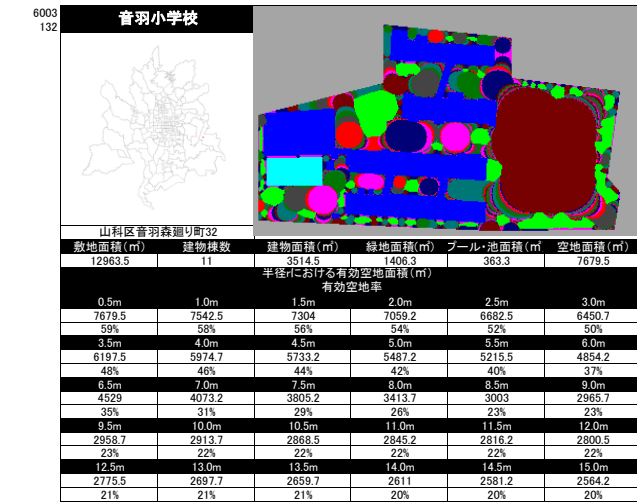 6003
132
音羽小学校
山科区音羽森廻り町32
敷地面積(㎡) 建物棟数 建物面積(㎡) 緑地面積(㎡) プール・池面積(㎡ 空地面積(㎡)
12963.5 11 3514.5 1406.3 363.3 7679.5
半径rにおける有効空地面積(㎡)
有効空地率
0.5m 1.0m 1.5m 2.0m 2.5m 3.0m
7679.5 7542.5 7304 7059.2 6682.5 6450.7
59% 58% 56% 54% 52% 50%
3.5m 4.0m 4.5m 5.0m 5.5m 6.0m
6197.5 5974.7 5733.2 5487.2 5215.5 4854.2
48% 46% 44% 42% 40% 37%
6.5m 7.0m 7.5m 8.0m 8.5m 9.0m
4529 4073.2 3805.2 3413.7 3003 2965.7
35% 31% 29% 26% 23% 23%
9.5m 10.0m 10.5m 11.0m 11.5m 12.0m
2958.7 2913.7 2868.5 2845.2 2816.2 2800.5
23% 22% 22% 22% 22% 22%
12.5m 13.0m 13.5m 14.0m 14.5m 15.0m
2775.5 2697.7 2659.7 2611 2581.2 2564.2
21% 21% 21% 20% 20% 20%